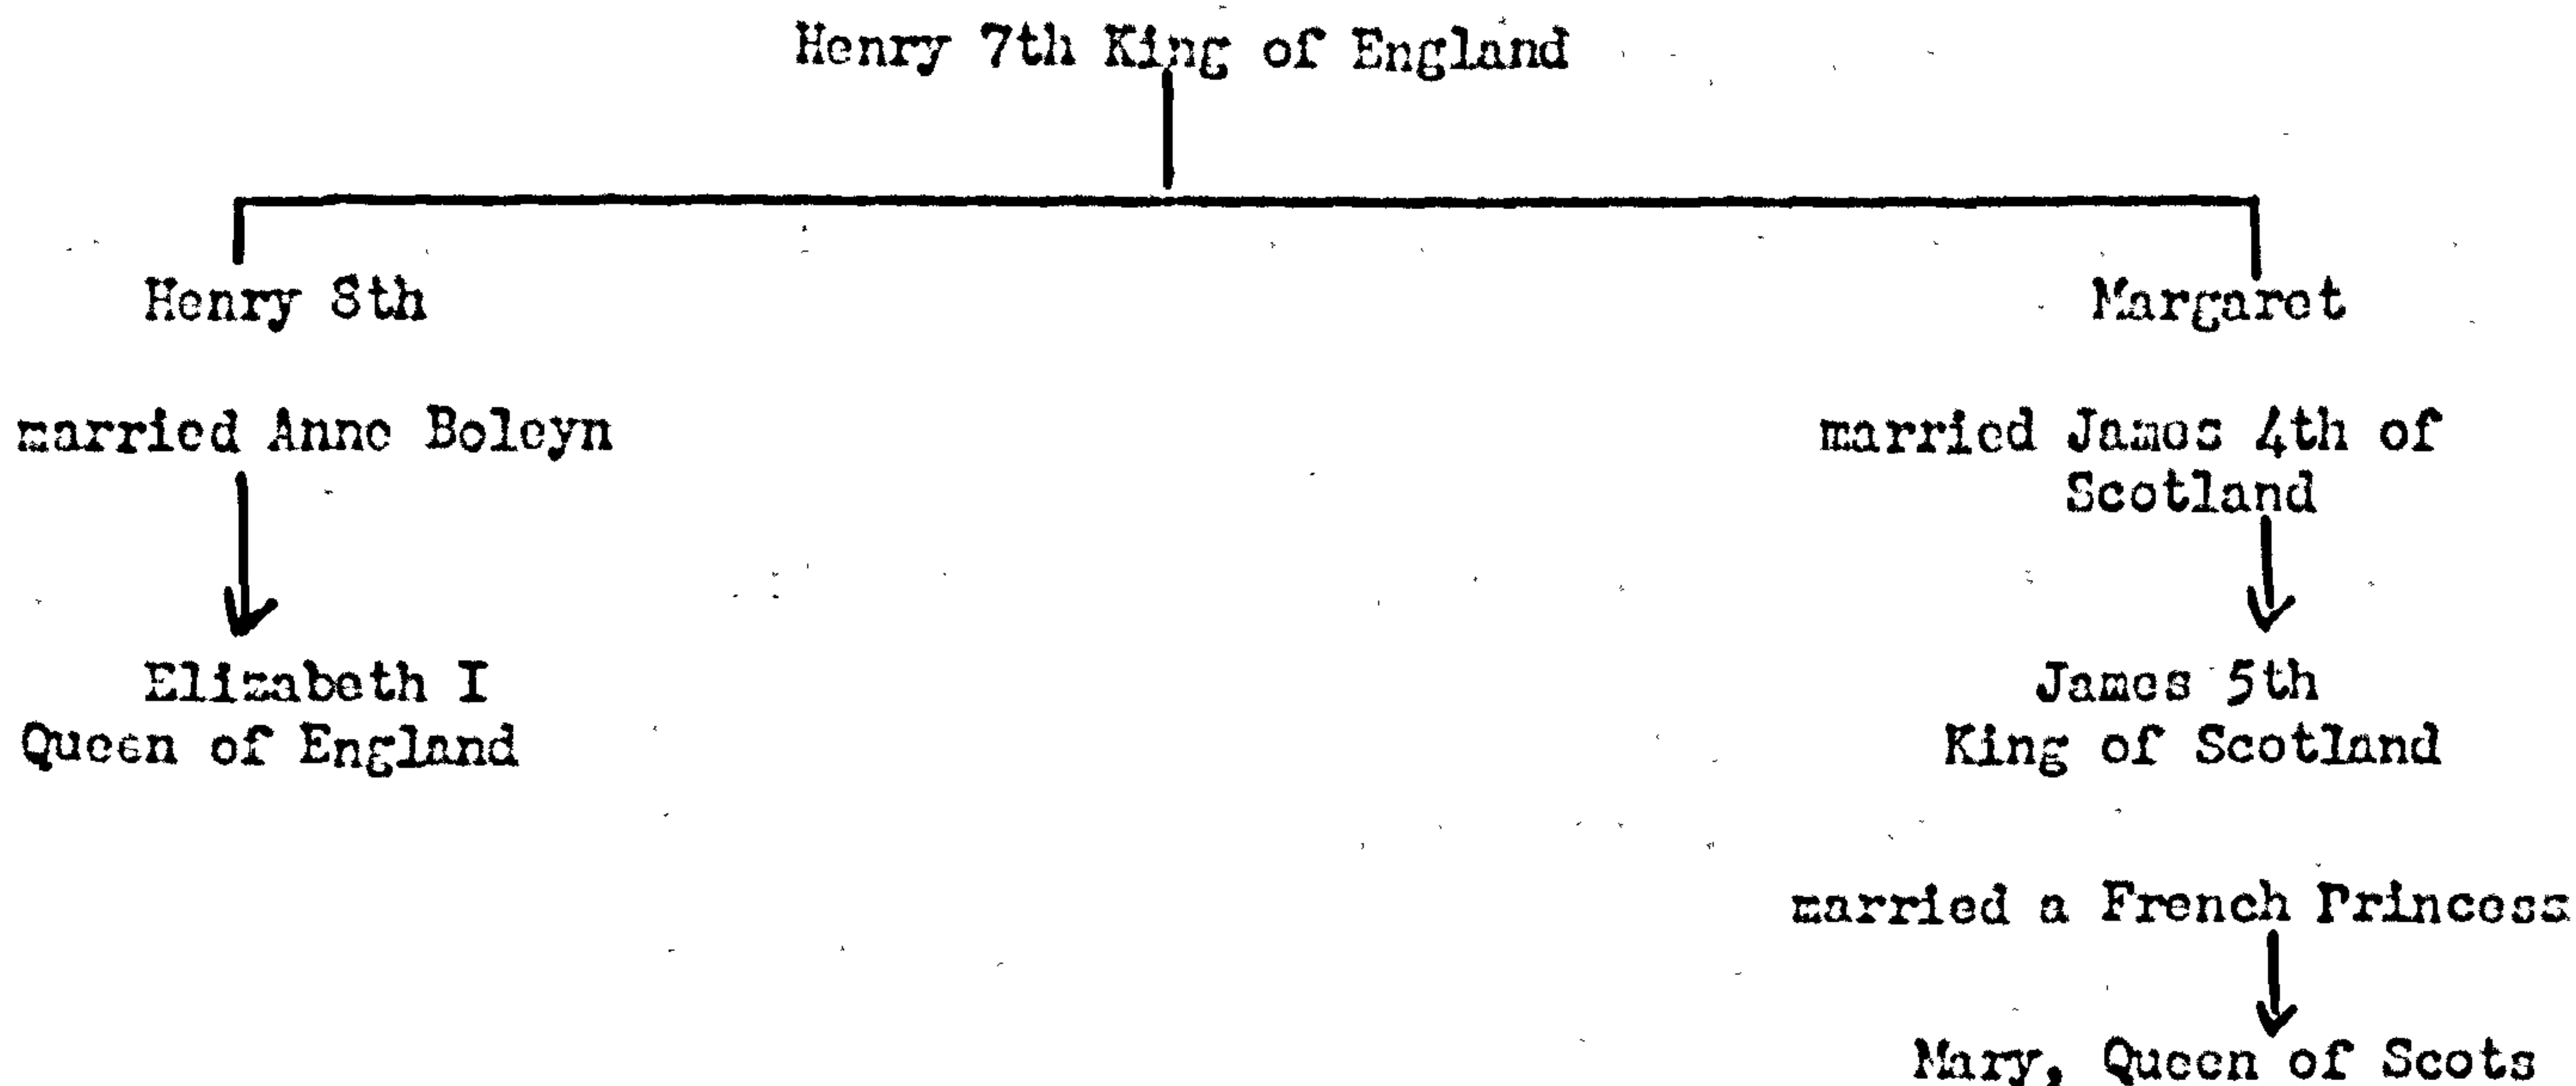 Henry 7th King of England
Henry 8th
Margaret
married Anne Boleyn
married James 4th of
Scotland
Elizabeth I
Queen of England
James 5th
King of Scotland
married a French Princess
Mary, Queen of Scots